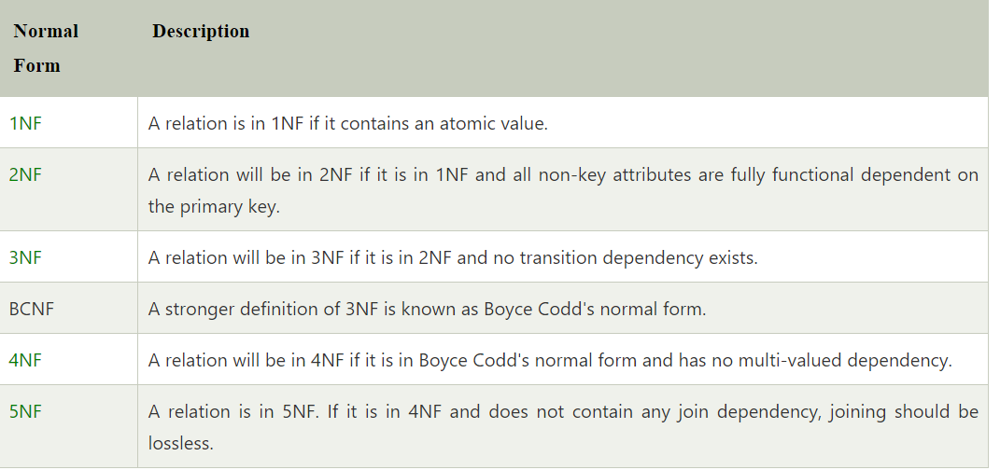 Normal Description
Form
1NF A relation is in 1NF if it contains an atomic value.
2NF A relation will be in 2NF if it is in 1NF and all non-key attributes are fully functional dependent on
the primary key.
3NF A relation will be in 3NF if it is in 2NF and no transition dependency exists.
BCNF A stronger definition of 3NF is known as Boyce Codd's normal form.
4NF A relation will be in 4NF if it is in Boyce Codd's normal form and has no multi-valued dependency.
5NF A relation is in 5NF. If it is in 4NF and does not contain any join dependency, joining should be
lossless.